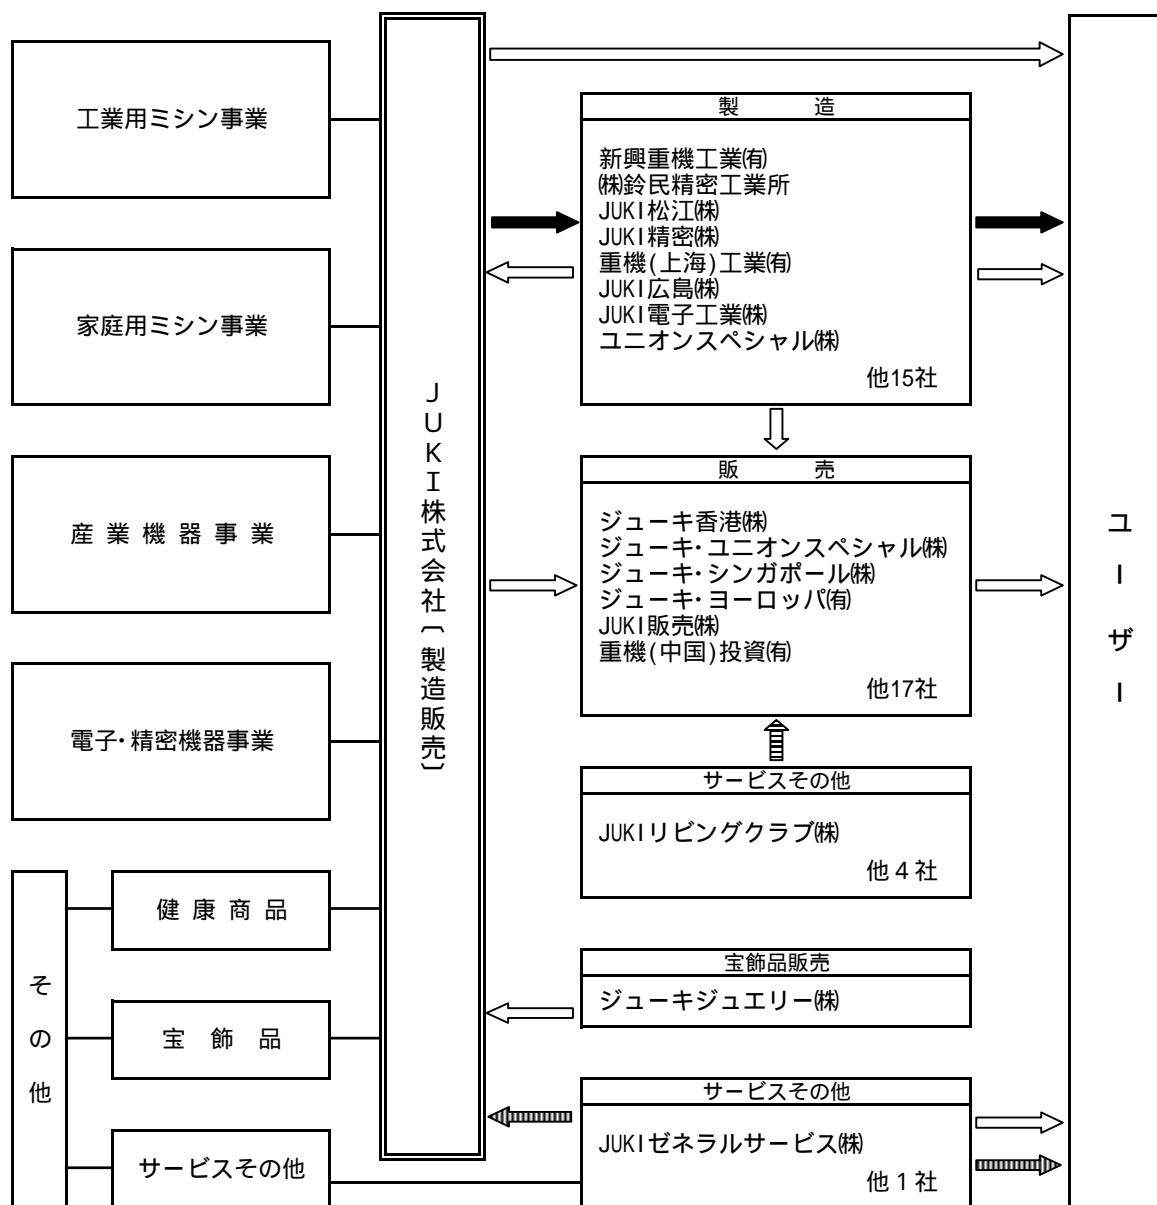 工業用ミシン事業
家庭用ミシン事業
産業機器事業
電子・精密機器事業
その他
健康商品
宝飾品
サービスその他
JUKI株式会社〔製造販売〕
製造
新興重機工業㈲
㈱鈴民精密工業所
JUKI松江㈱
JUKI精密㈱
重機(上海)工業㈲
JUKI広島㈱
JUKI電子工業㈱
ユニオンスペシャル㈱
他15社
販売
ジューキ香港㈱
ジューキ・ユニオンスペシャル㈱
ジューキ・シンガポール㈱
ジューキ・ヨーロッパ㈲
JUKI販売㈱
重機(中国)投資㈲
他17社
サービスその他
JUKIリビングクラブ㈱
他4社
宝飾品販売
ジューキジュエリー㈱
サービスその他
JUKIゼネラルサービス㈱
他1社
ユーザー